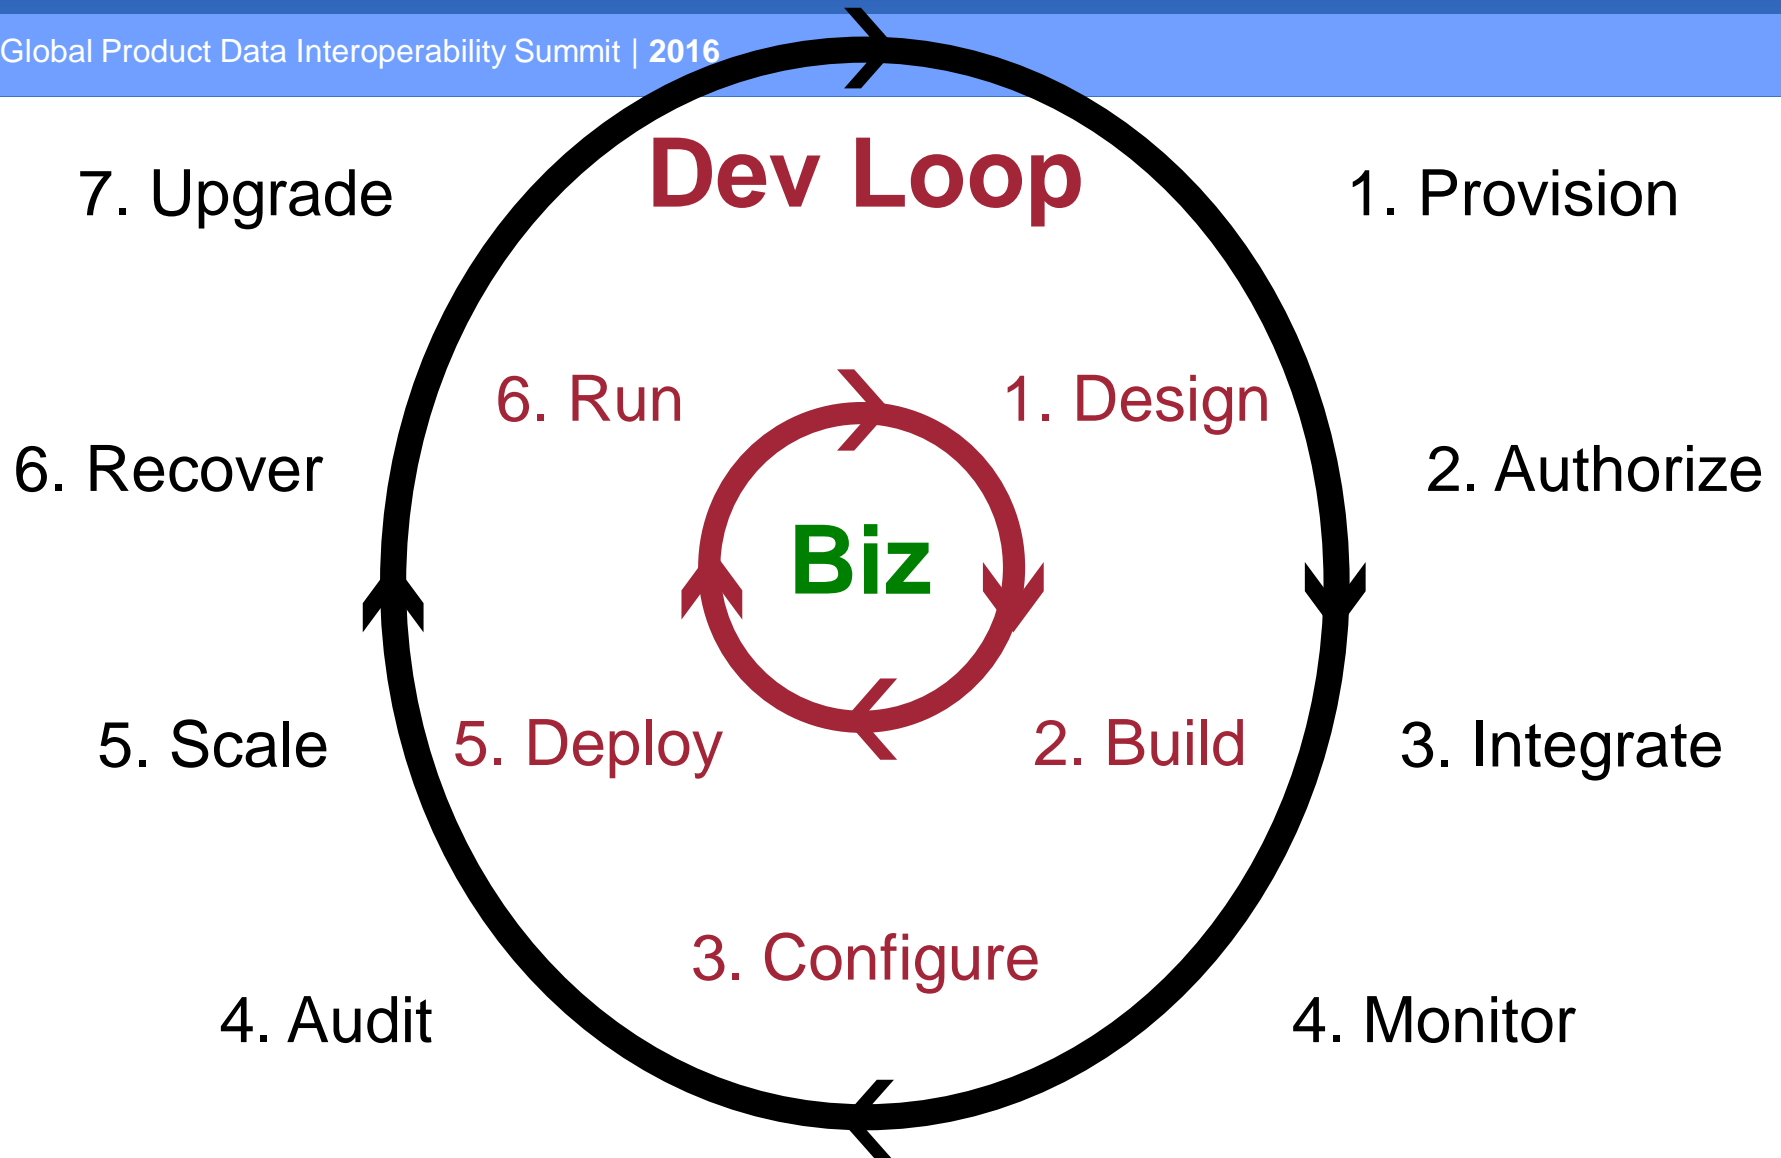 Global Product Data Interoperability Summit | 2016
Dev Loop
7. Upgrade
1. Provision
6. Run
1. Design
6. Recover
2. Authorize
Biz
5. Scale
5. Deploy
2. Build
3. Integrate
3. Configure
4. Audit
4. Monitor